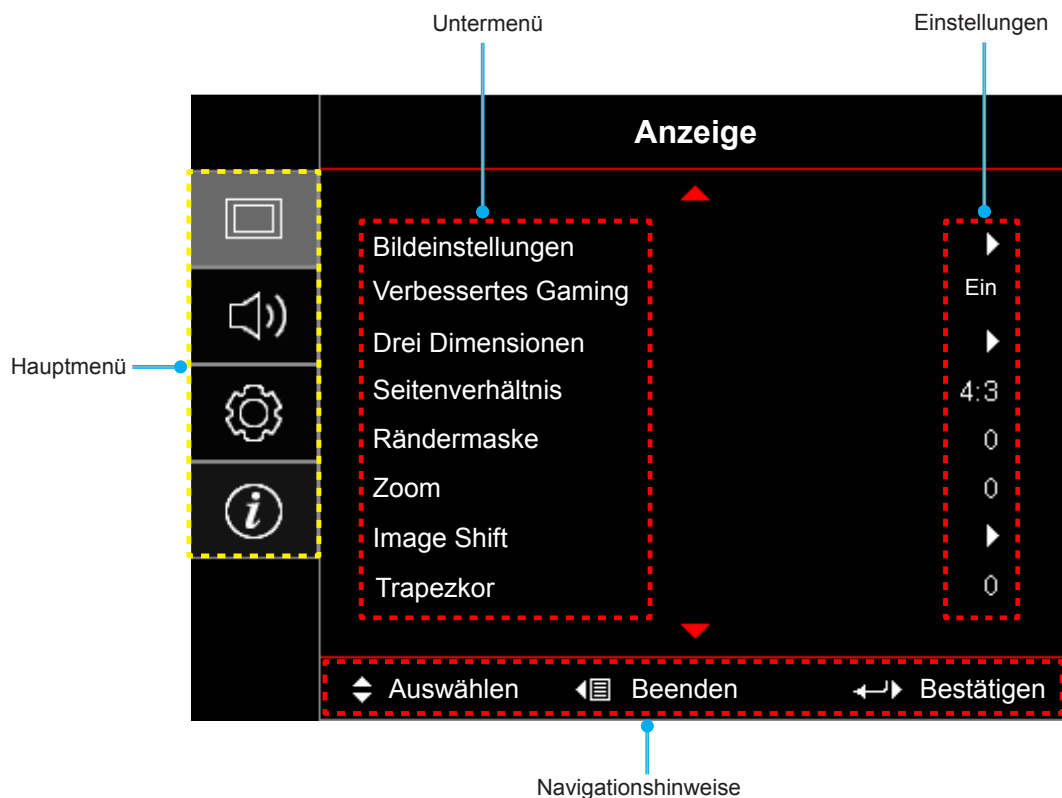 Untermenü Einstellungen
Anzeige
Bildeinstellungen
Verbessertes Gaming Ein
Drei Dimensionen
Seitenverhältnis 4:3
Hauptmenü
Rändermaske 0
Zoom 0
Image Shift
Trapezkor 0
Auswählen Beenden Bestätigen
Navigationshinweise